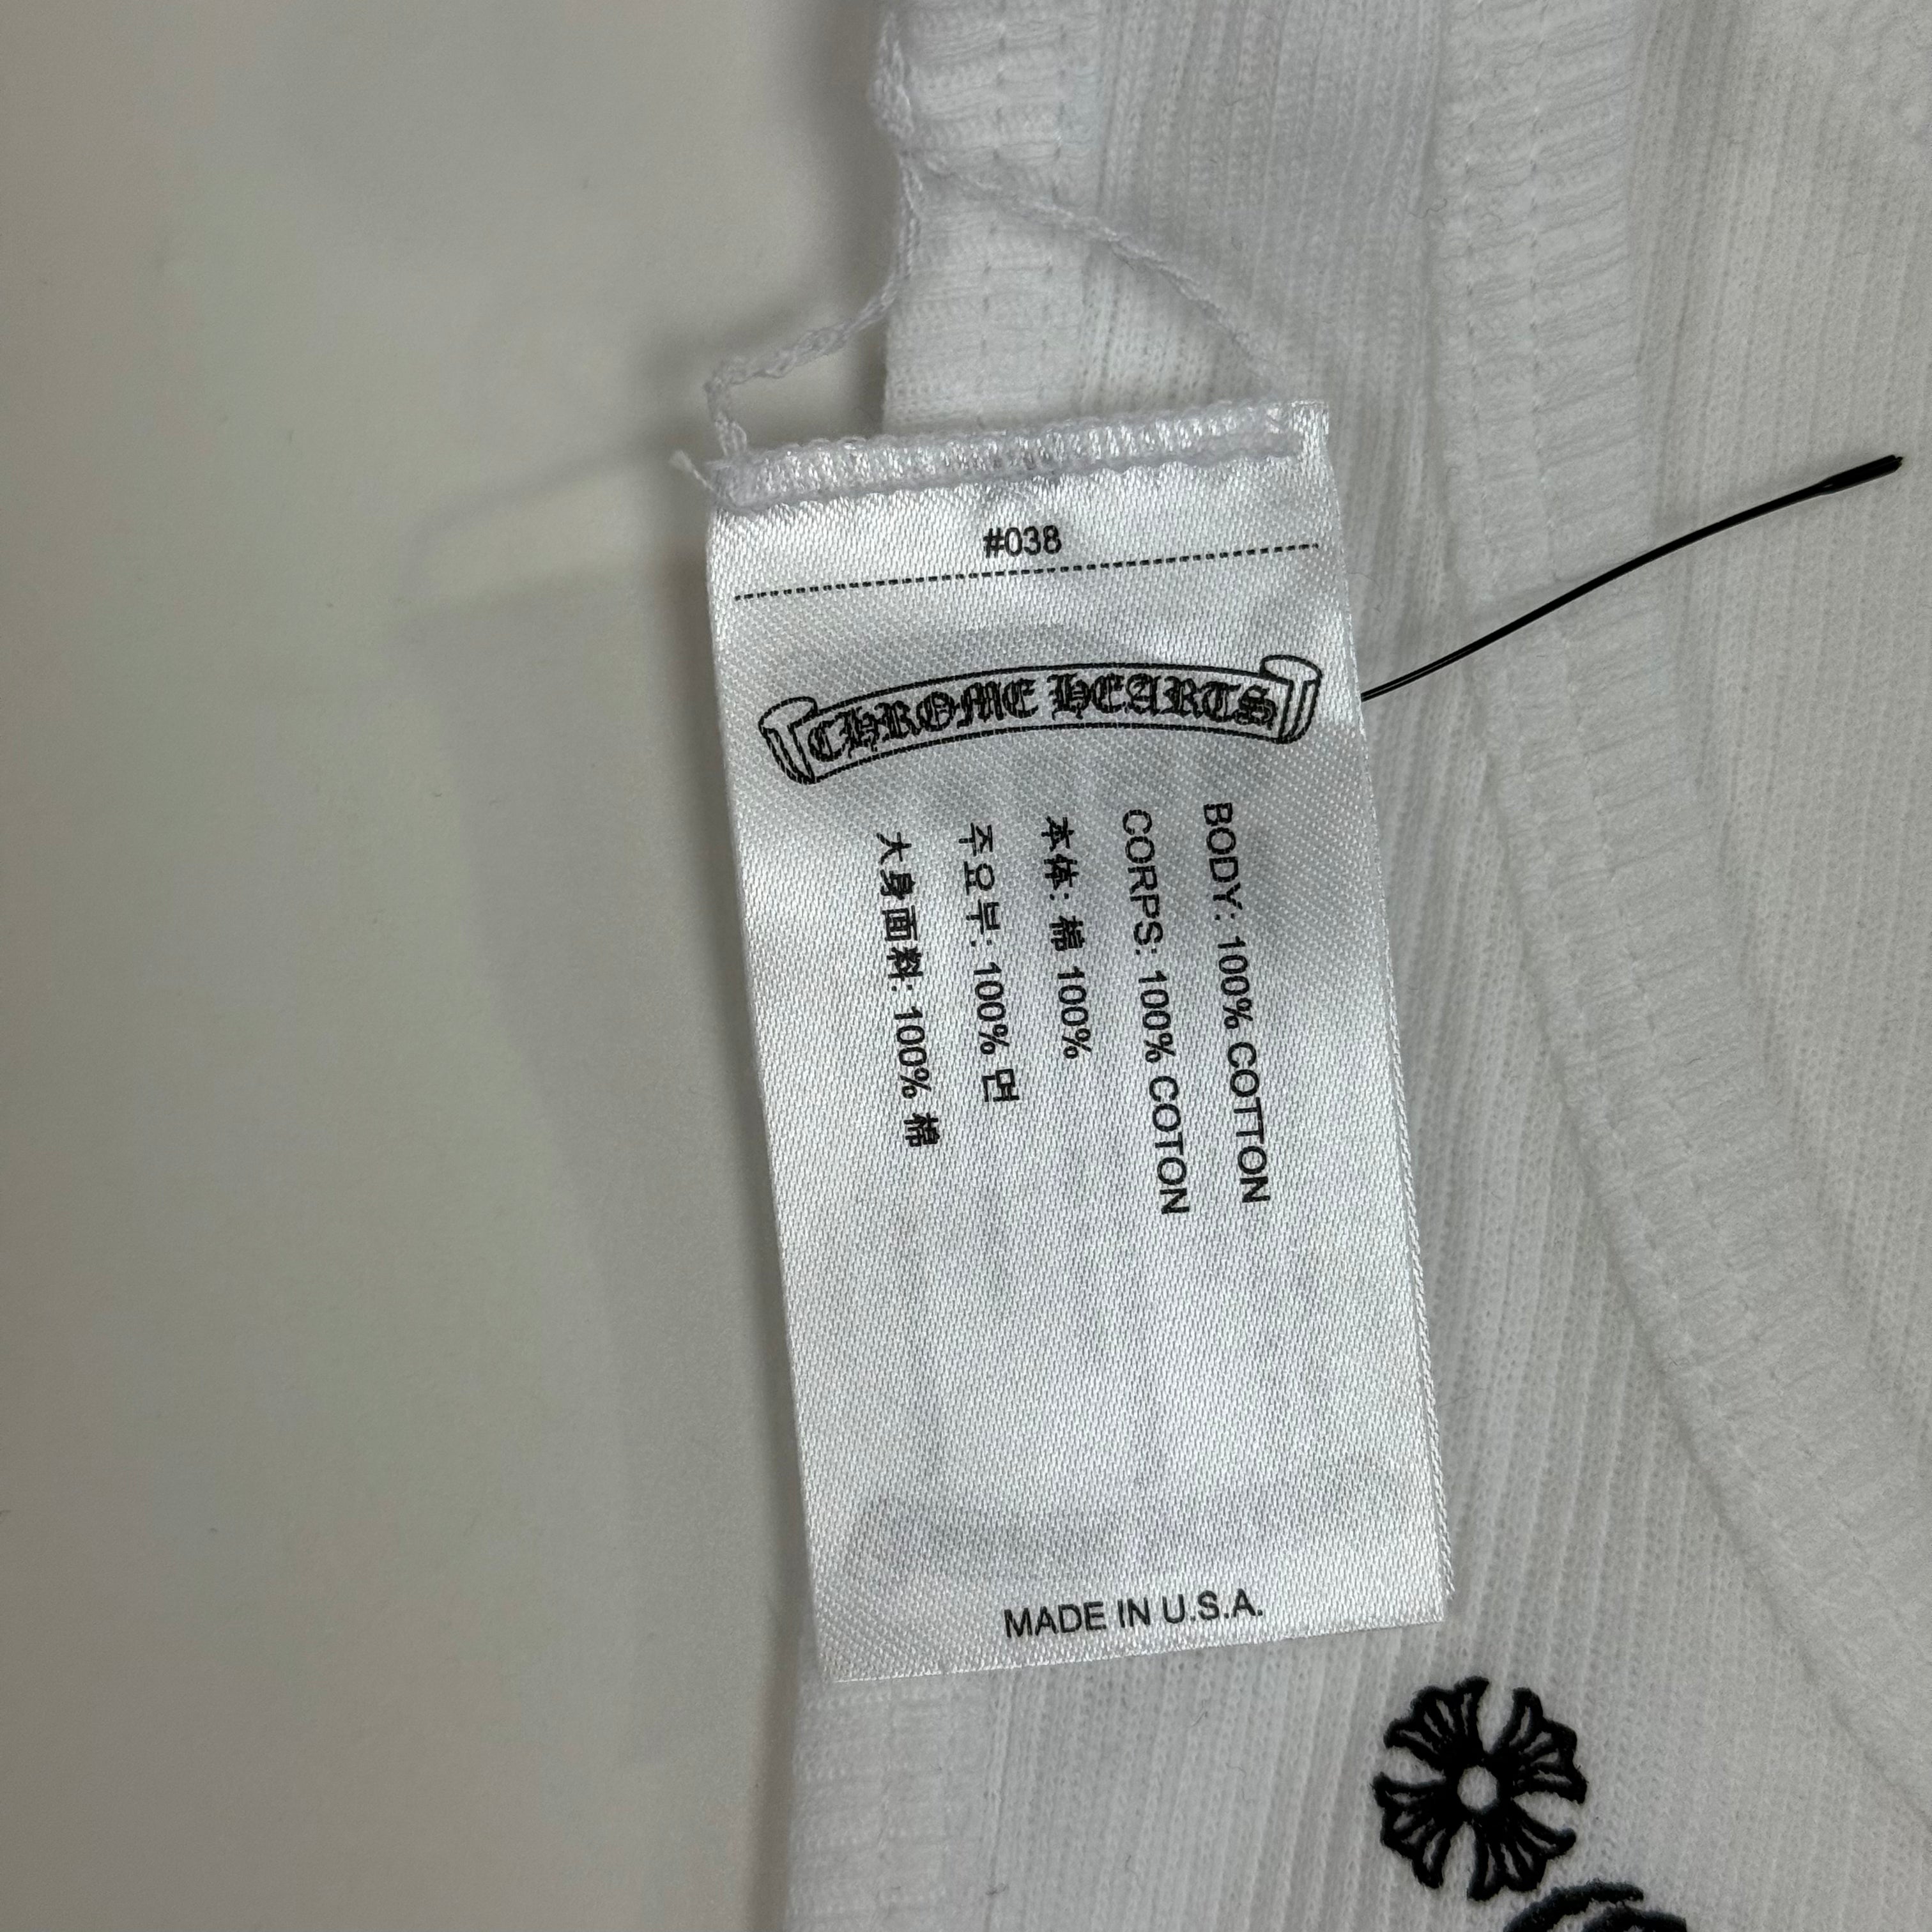 #038
CHROME HEARTS
BODY: 100% COTTON
CORPS: 100% COTON
本体: 棉 100%
주요부: 100% 면
大身面料: 100% 棉
MADE IN U.S.A.